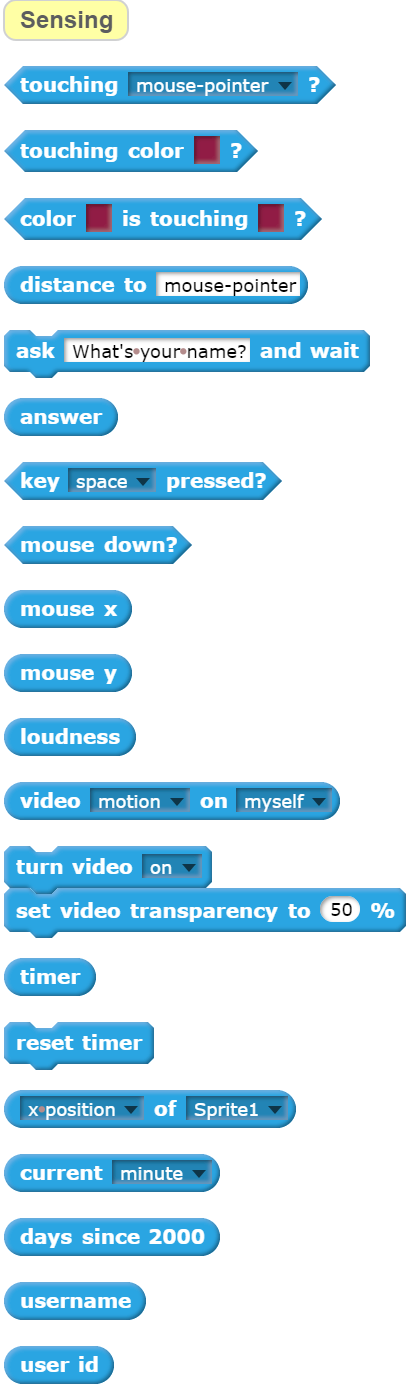 Sensing
touching mouse-pointer ?
touching color ?
color is touching ?
distance to mouse-pointer
ask What's•your•name? and wait
answer
key space pressed?
mouse down?
mouse x
mouse y
loudness
video motion on myself
turn video on
set video transparency to 50 %
timer
reset timer
x•position of Sprite1
current minute
days since 2000
username
user id